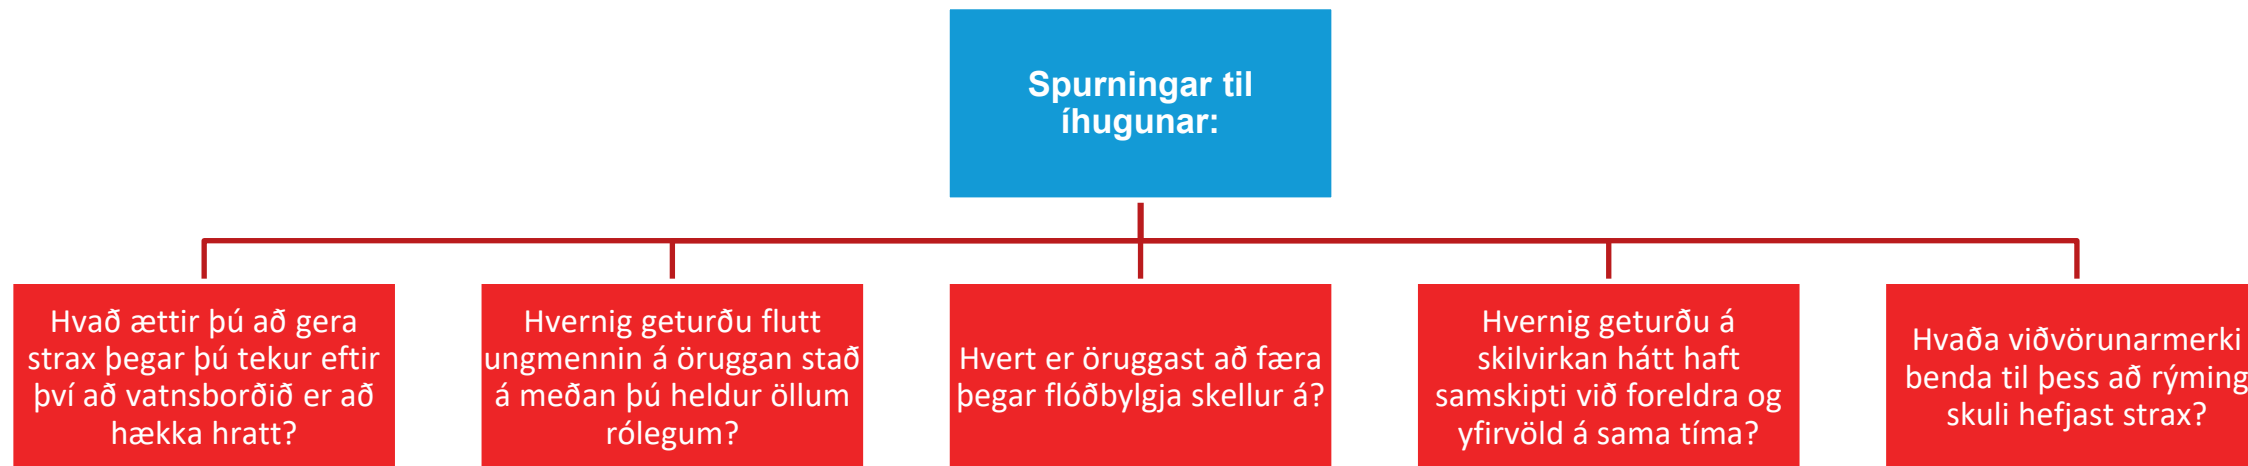 Spurningar til
íhugunar:
Hvað ættir þú að gera
strax þegar þú tekur eftir
því að vatnsborðið er að
hækka hratt?
Hvernig geturðu flutt
ungmennin á öruggan stað
á meðan þú heldur öllum
rólegum?
Hvert er öruggast að færa
þegar flóðbylgja skellur á?
Hvernig geturðu á
skilvirkan hátt haft
samskipti við foreldra og
yfirvöld á sama tíma?
Hvaða viðvörunarmerki
benda til þess að rýming
skuli hefjast strax?